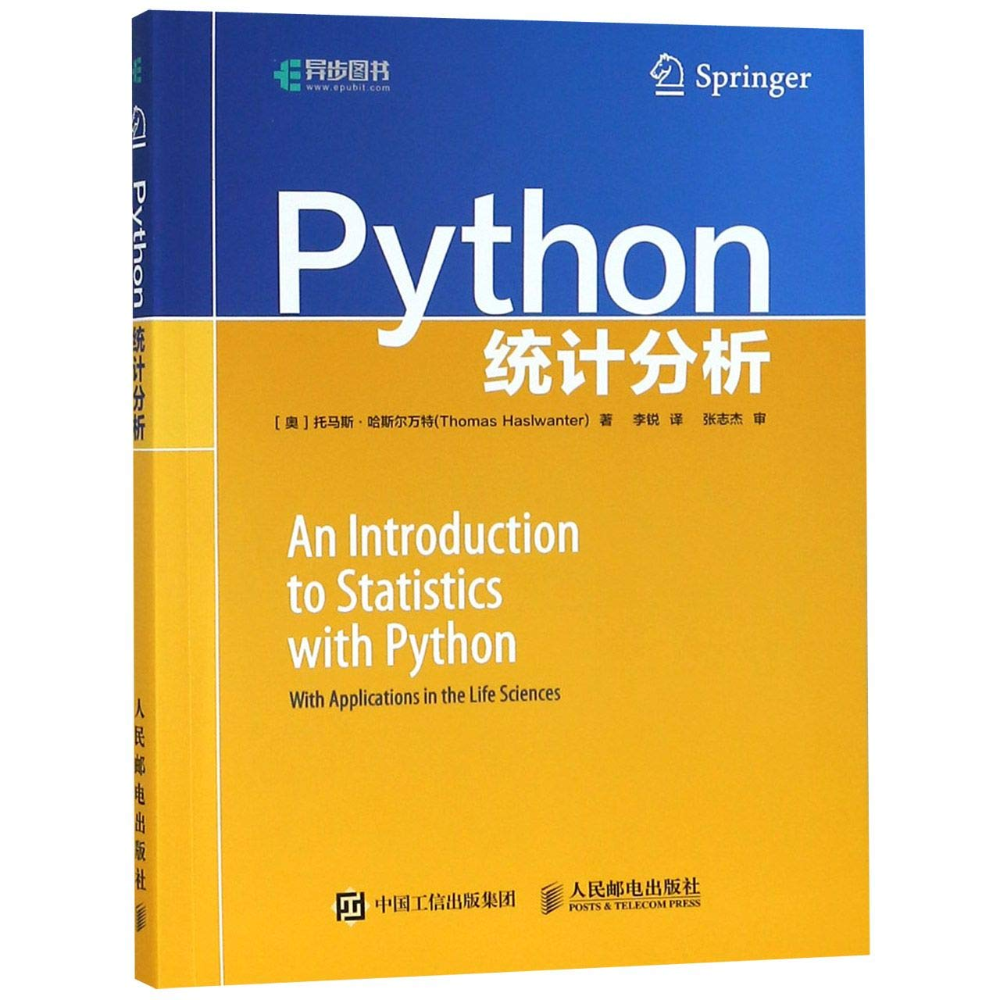 异步图书
www.epubit.com
Springer
Python
统计分析
[ 奥 ] 托马斯·哈斯尔万特(Thomas Haslwanter) 著 李锐 译 张志杰 审
An Introduction
to Statistics
with Python
With Applications in the Life Sciences
中国工信出版集团
人民邮电出版社
POSTS & TELECOM PRESS
Python 统计分析
人民邮电出版社